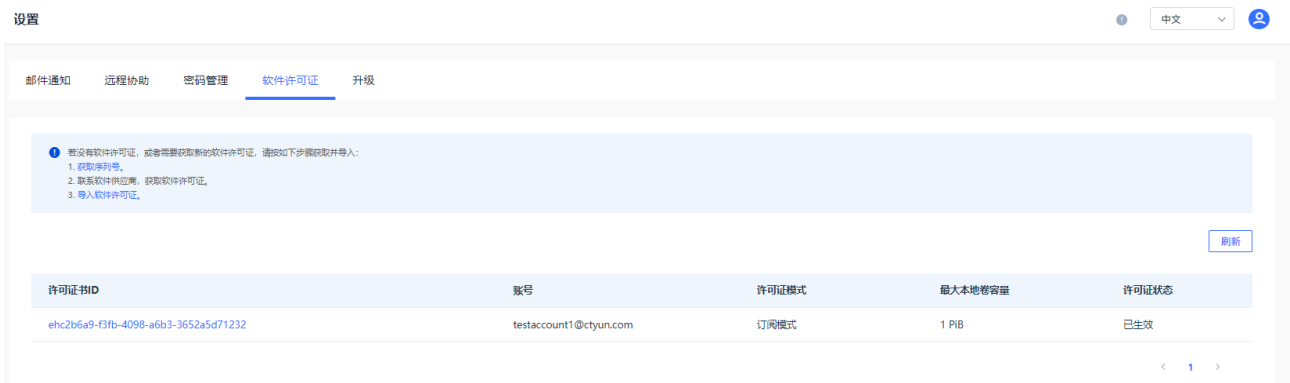 设置
中文
邮件通知 远程协助 密码管理 软件许可证 升级
若没有软件许可证，或者需要获取新的软件许可证，请按如下步骤获取并导入：
1. 获取序列号。
2. 联系软件供应商，获取软件许可证。
3. 导入软件许可证。
刷新
许可证书ID 账号 许可证模式 最大本地卷容量 许可证状态
ehc2b6a9-f3fb-4098-a6b3-3652a5d71232 testaccount1@ctyun.com 订阅模式 1 PiB 已生效
< 1 >